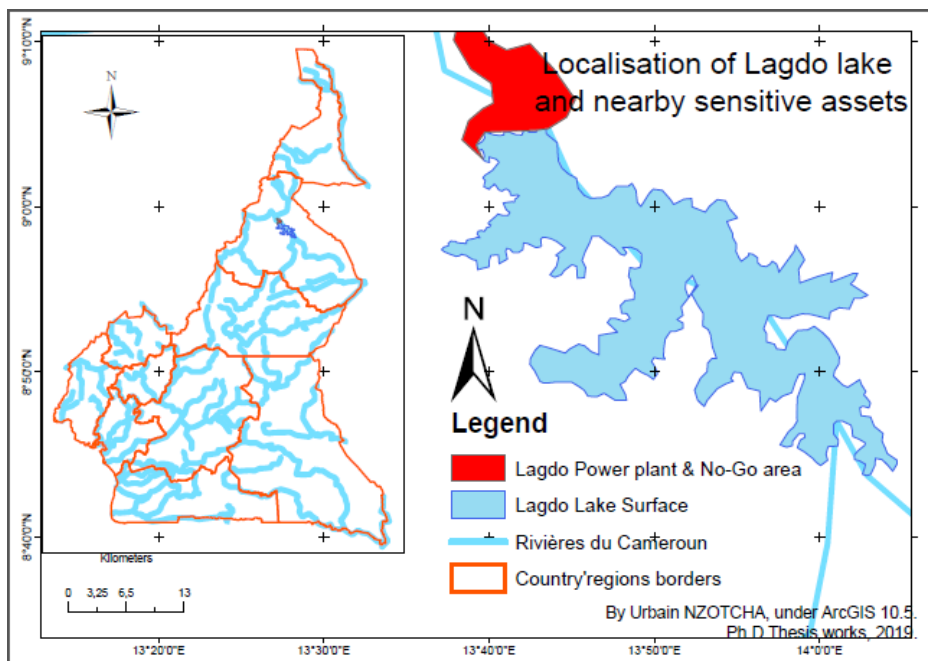 Localisation of Lagdo lake
and nearby sensitive assets
N
N
Legend
Lagdo Power plant & No-Go area
Lagdo Lake Surface
Rivières du Cameroun
Country'regions borders
Kilometers
0 3,25 6,5 13
By Urbain NZOTCHA, under ArcGIS 10.5.
Ph.D Thesis works, 2019.
9°10'0"N
9°0'0"N
8°50'0"N
8°40'0"N
13°20'0"E 13°30'0"E 13°40'0"E 13°50'0"E 14°0'0"E